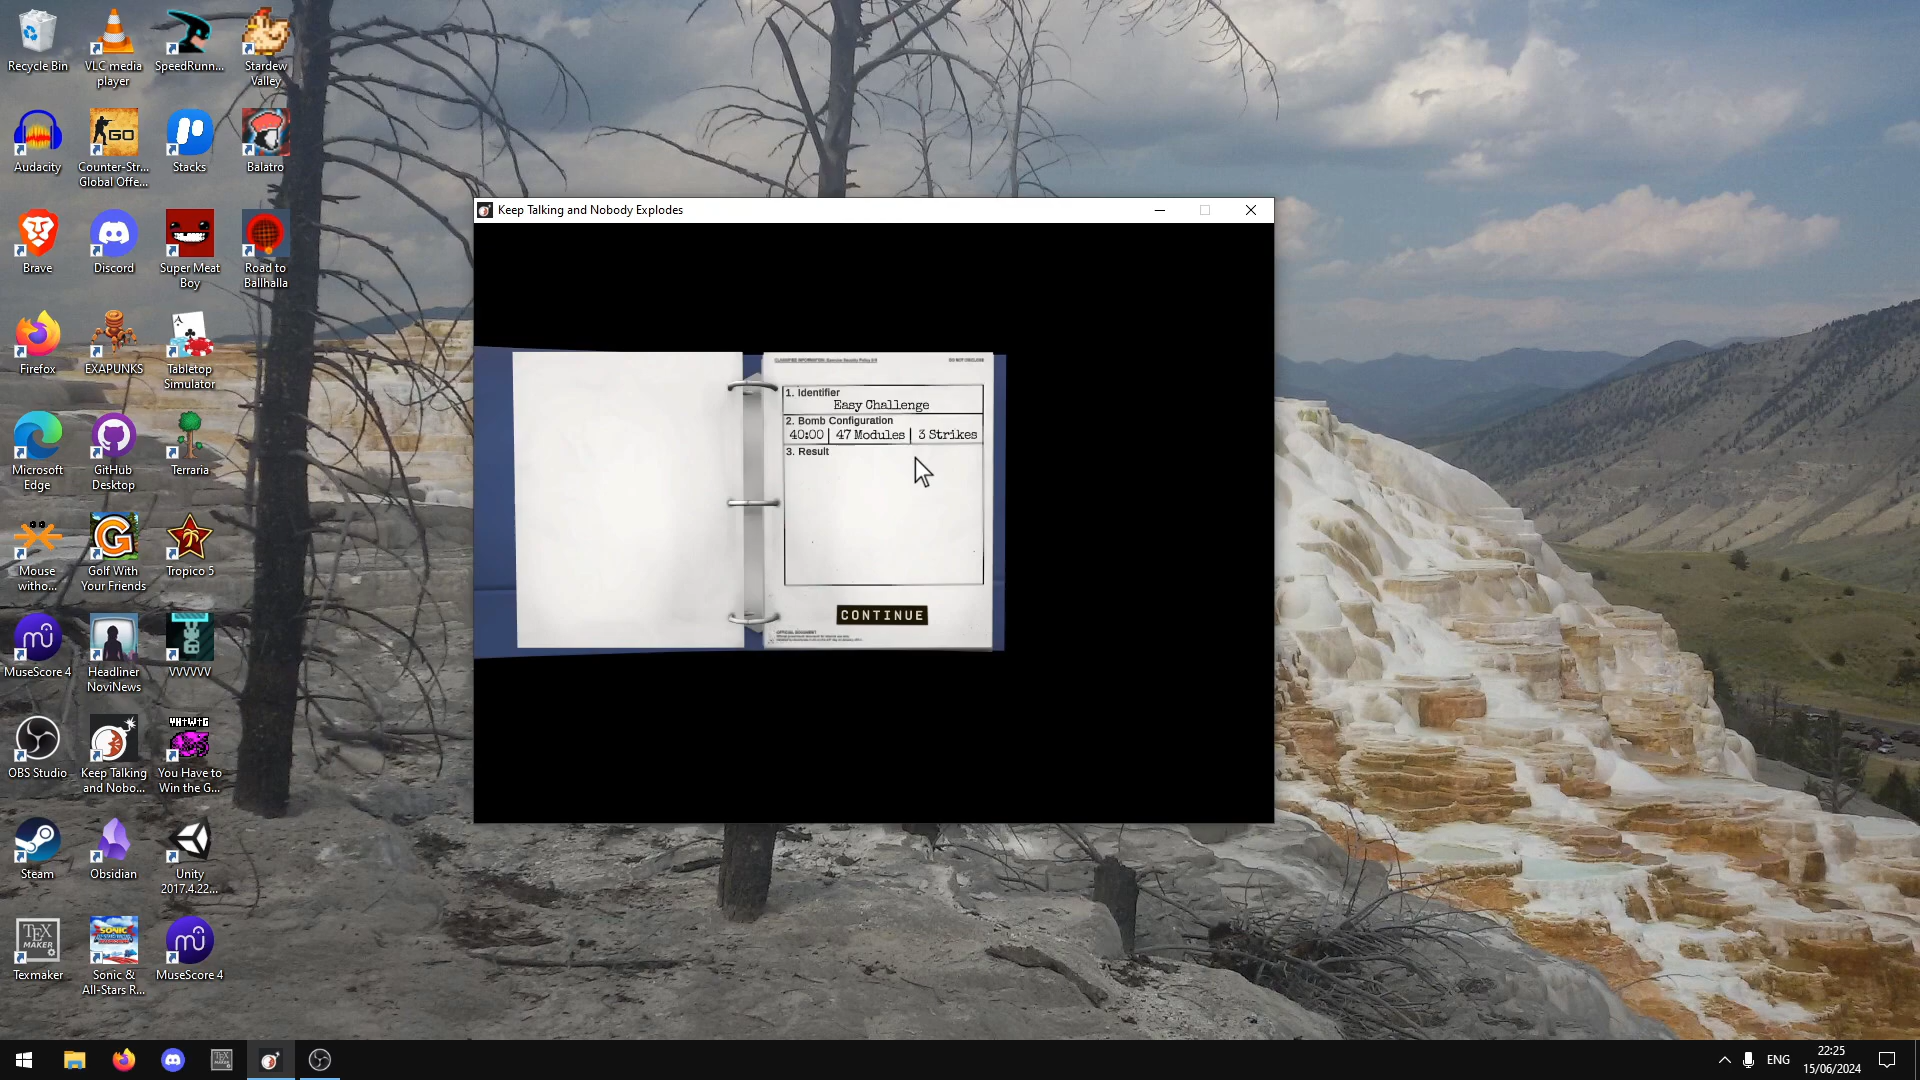 Recycle Bin
VLC media
player
SpeedRunn...
Stardew
Valley
Audacity
GO
Counter-Str...
Global Offe...
Stacks
Balatro
Brave
Discord
Super Meat
Boy
Road to
Ballhalla
Firefox
EXAPUNKS
Tabletop
Simulator
Microsoft
Edge
GitHub
Desktop
Terraria
Mouse
witho...
Golf With
Your Friends
Tropico 5
MuseScore 4
Headliner
NoviNews
VVVVVV
YH†W†G
OBS Studio
Keep Talking
and Nobo...
You Have to
Win the G...
Steam
Obsidian
Unity
2017.4.22...
TEX
MAKER
Texmaker
SONIC
Sonic &
All-Stars R...
MuseScore 4
Keep Talking and Nobody Explodes
1. Identifier
Easy Challenge
2. Bomb Configuration
40:00 | 47 Modules | 3 Strikes
3. Result
CONTINUE
ENG
22:25
15/06/2024